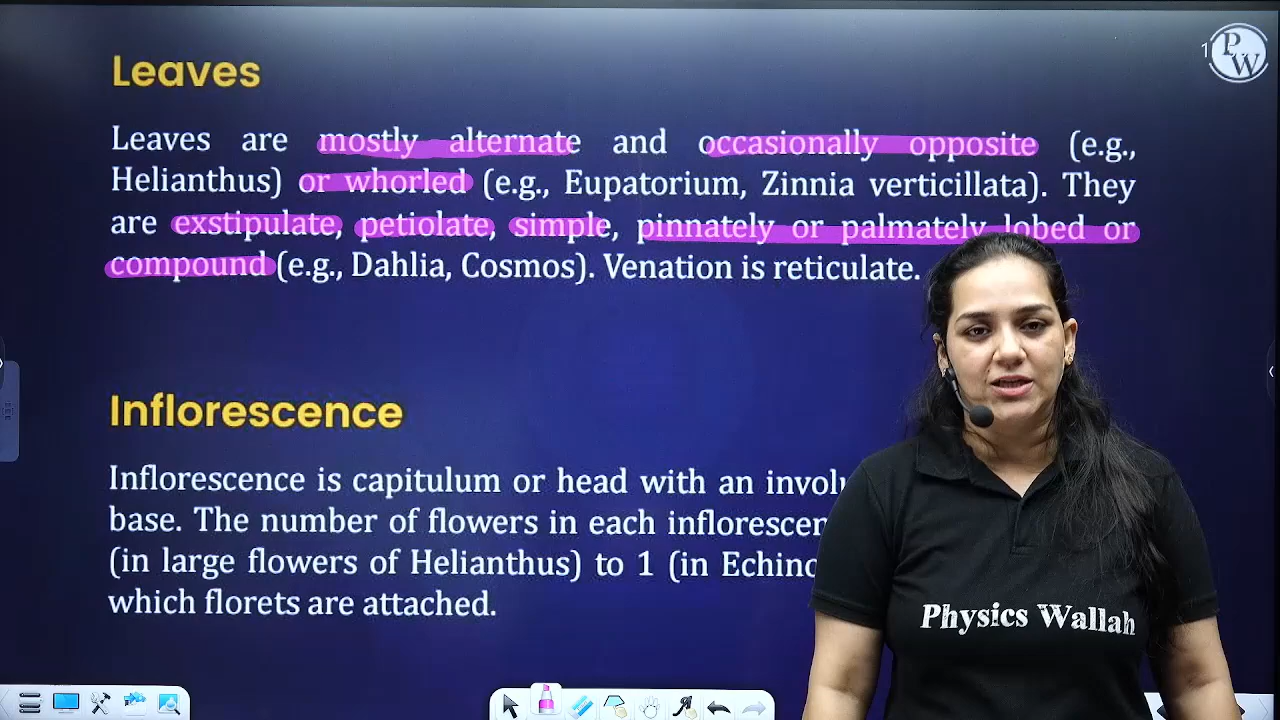 PW
1
Leaves
Leaves are mostly alternate and occasionally opposite (e.g.,
Helianthus) or whorled (e.g., Eupatorium, Zinnia verticillata). They
are exstipulate, petiolate, simple, pinnately or palmately lobed or
compound (e.g., Dahlia, Cosmos). Venation is reticulate.
Inflorescence
Inflorescence is capitulum or head with an
base. The number of flowers in each
(in large flowers of Helianthus) to 1 (in
which florets are attached.
Physics Wallah